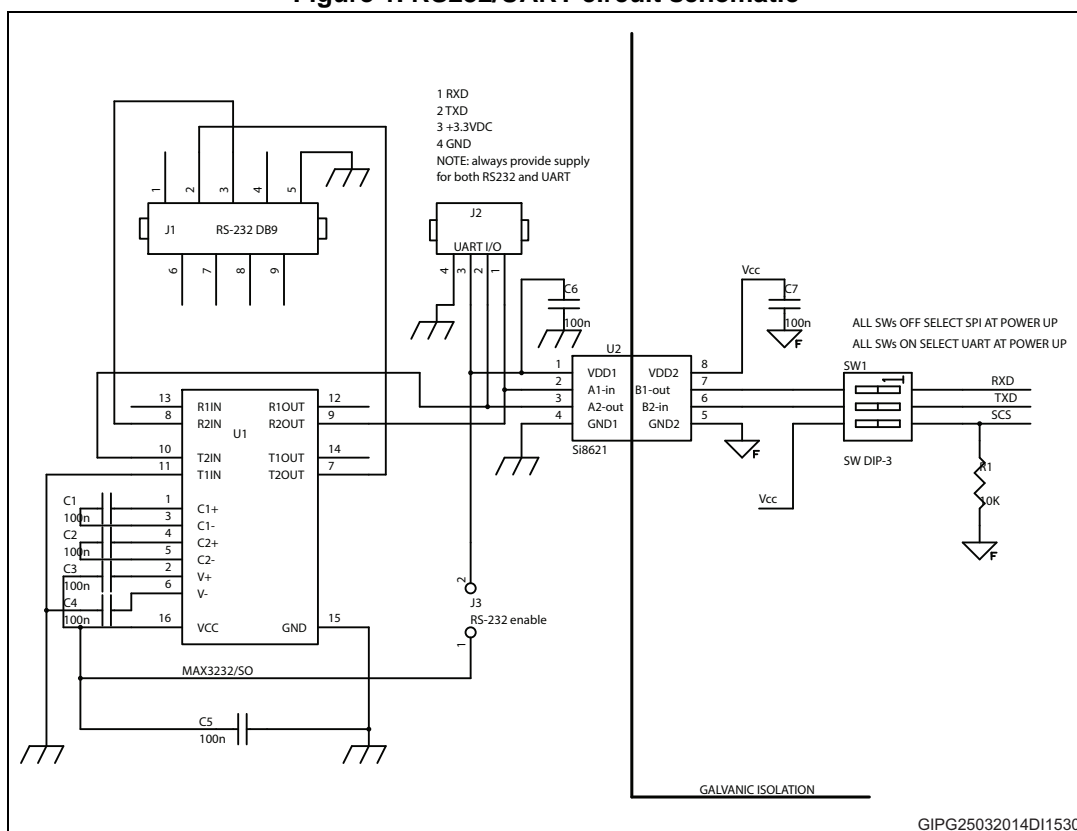 1 RXD
2 TXD
3 +3.3VDC
4 GND
NOTE: always provide supply
for both RS232 and UART
1
2
3
4
5
J1
RS-232 DB9
6
7
8
9
J2
UART I/O
4
3
2
1
C6
100n
Vcc
C7
100n
F
ALL SWs OFF SELECT SPI AT POWER UP
ALL SWs ON SELECT UART AT POWER UP
U2
1
VDD1
VDD2
8
2
A1-in
B1-out
7
3
A2-out
B2-in
6
4
GND1
GND2
5
Si8621
F
SW1
1
SW DIP-3
RXD
TXD
SCS
Vcc
R1
10K
F
13
R1IN
R1OUT
12
8
R2IN
R2OUT
9
U1
10
T2IN
T1OUT
14
11
T1IN
T2OUT
7
C1
100n
1
C1+
3
C1-
C2
100n
4
C2+
5
C2-
C3
100n
2
V+
6
V-
C4
100n
16
VCC
GND
15
MAX3232/SO
2
J3
RS-232 enable
1
C5
100n
GALVANIC ISOLATION
GIPG25032014DI1530